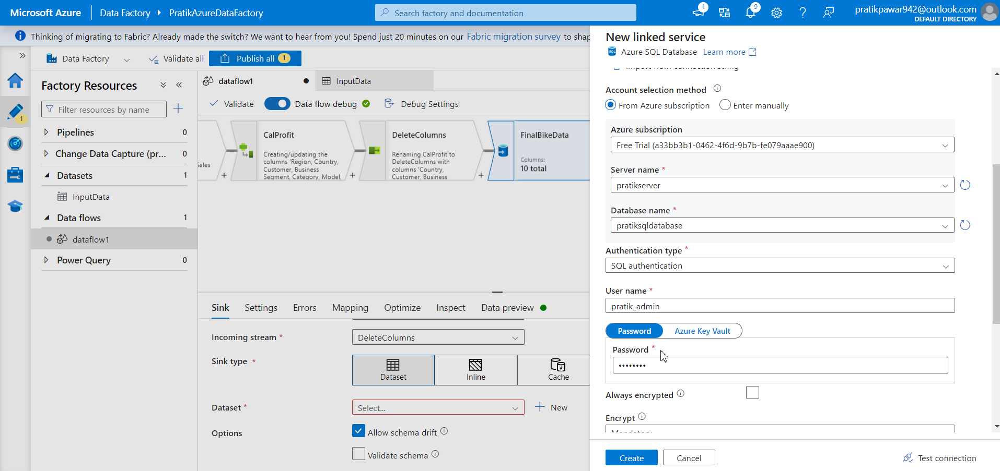 Microsoft Azure
Data Factory
PratikAzureDataFactory
Search factory and documentation
1
9
pratikpawar942@outlook.com
DEFAULT DIRECTORY
Thinking of migrating to Fabric? Already made the switch? We want to hear from you! Spend just 20 minutes on our Fabric migration survey to shap
Data Factory
Validate all
Publish all 1
1
Factory Resources
Filter resources by name
Pipelines 0
Change Data Capture (pr... 0
Datasets 1
InputData
Data flows 1
dataflow1
Power Query 0
dataflow1
InputData
Validate
Data flow debug
Debug Settings
ales
CalProfit
Creating/updating the
columns 'Region, Country,
Customer, Business
Segment, Category, Model,
DeleteColumns
Renaming CalProfit to
DeleteColumns with
columns 'Country,
Customer, Business
FinalBikeData
Columns:
10 total
Sink Settings Errors Mapping Optimize Inspect Data preview
Incoming stream *
DeleteColumns
Sink type *
Dataset
Inline
Cache
Dataset *
Select...
New
Options
Allow schema drift
Validate schema
New linked service
SQL
Azure SQL Database Learn more
Import from connection string
Account selection method
From Azure subscription
Enter manually
Azure subscription
Free Trial (a33bb3b1-0462-4f6d-9b7b-fe079aaae900)
Server name *
pratikserver
Database name *
pratiksqldatabase
Authentication type *
SQL authentication
User name *
pratik_admin
Password
Azure Key Vault
Password *
••••••••
Always encrypted
Encrypt
Mandatory
Create
Cancel
Test connection